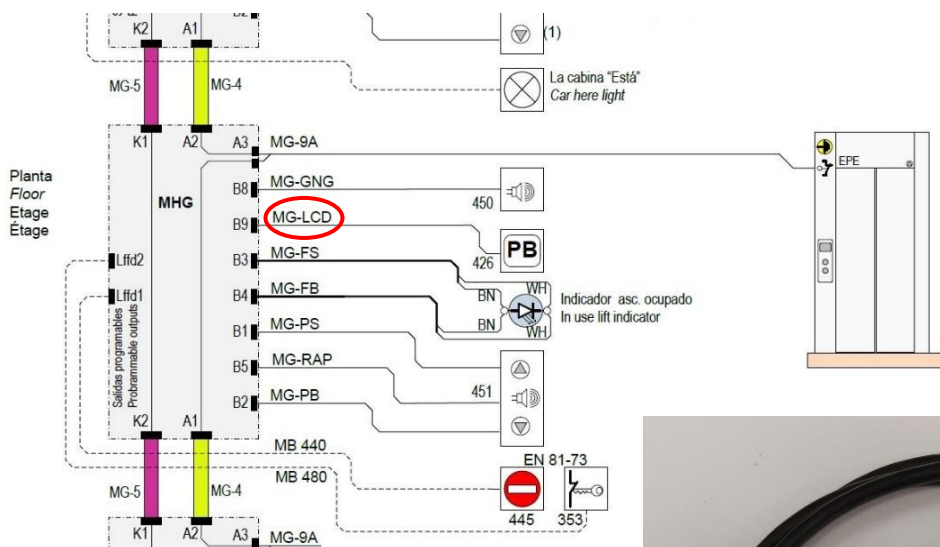 K2
A1
(1)
MG-5
MG-4
La cabina "Está"
Car here light
K1
A2
A3
MG-9A
Planta
Floor
Etage
Étage
MHG
B8
MG-GNG
450
EPE
B9
MG-LCD
426
PB
Lffd2
B3
MG-FS
BN
WH
Lffd1
B4
MG-FB
BN
WH
Indicador asc. ocupado
In use lift indicator
Salidas programables
Probrammable outputs
B1
MG-PS
B5
MG-RAP
451
B2
MG-PB
K2
A1
MB 440
MB 480
EN 81-73
445
353
MG-5
MG-4
K1
A2
A3
MG-9A